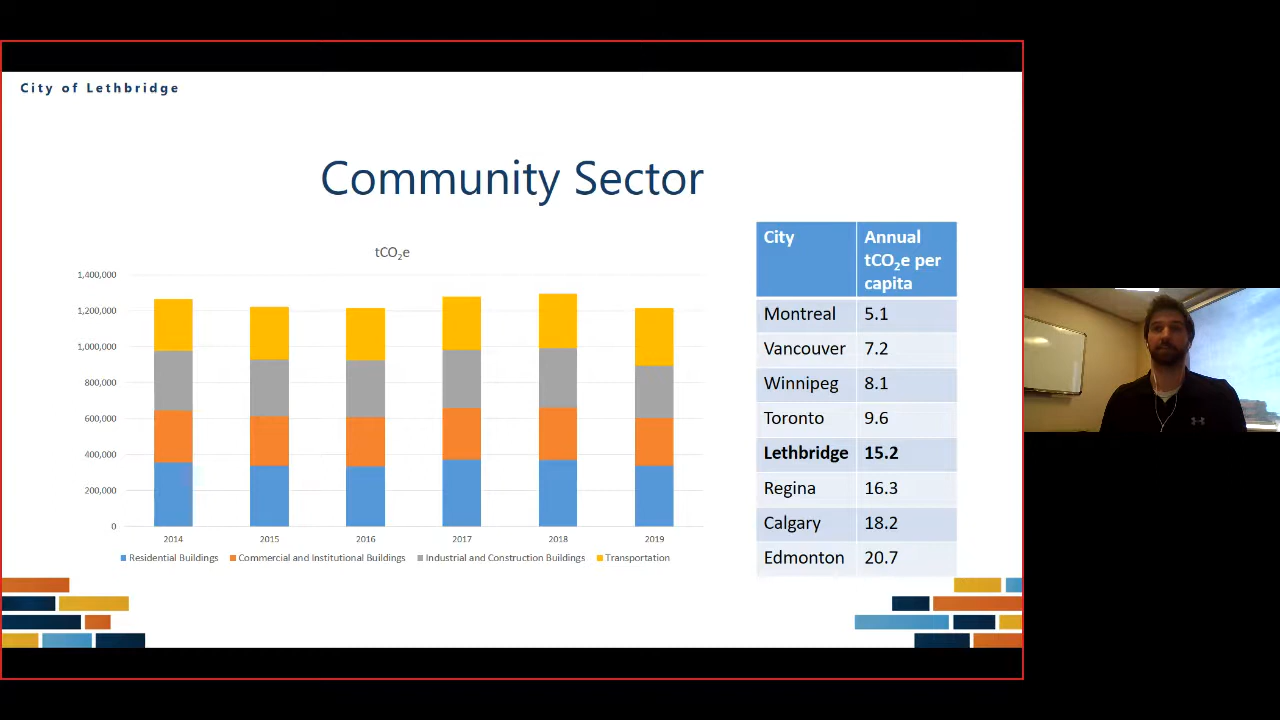 City of Lethbridge
Community Sector
tCO₂e
1,400,000
1,200,000
1,000,000
800,000
600,000
400,000
200,000
0
2014 2015 2016 2017 2018 2019
Residential Buildings Commercial and Institutional Buildings Industrial and Construction Buildings Transportation
City Annual
tCO₂e per
capita
Montreal 5.1
Vancouver 7.2
Winnipeg 8.1
Toronto 9.6
Lethbridge 15.2
Regina 16.3
Calgary 18.2
Edmonton 20.7